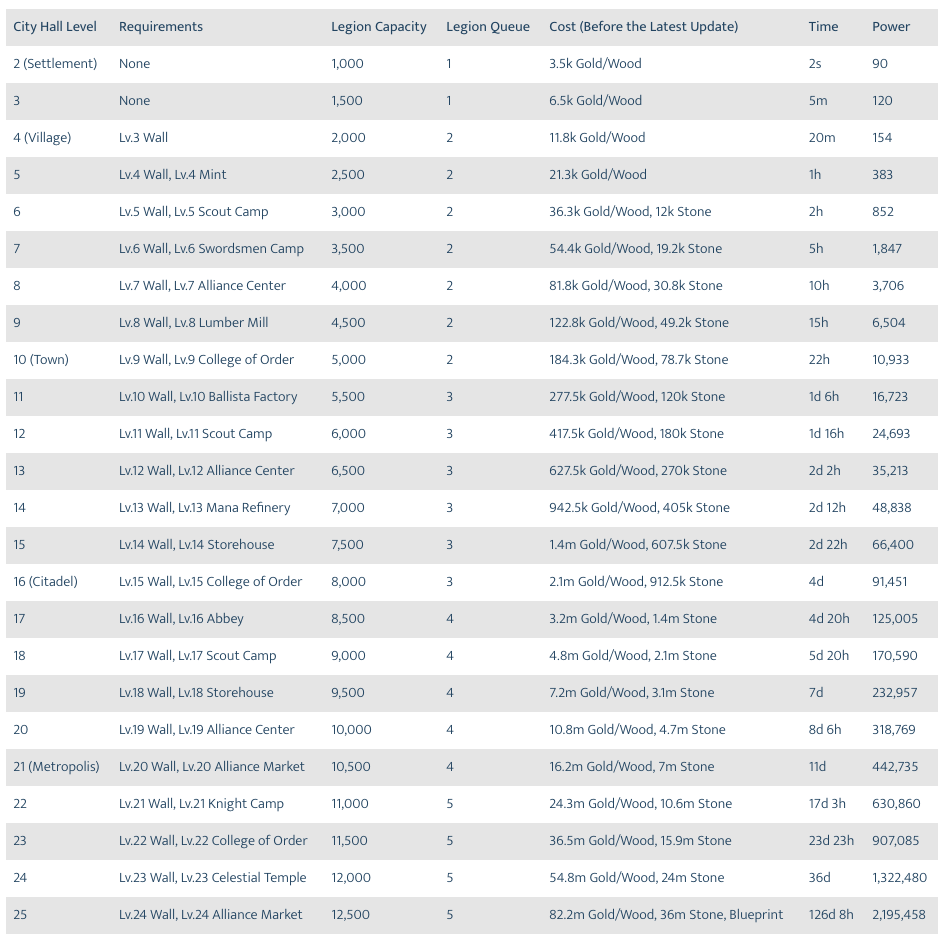 City Hall Level Requirements Legion Capacity Legion Queue Cost (Before the Latest Update) Time Power
2 (Settlement) None 1,000 1 3.5k Gold/Wood 2s 90
3 None 1,500 1 6.5k Gold/Wood 5m 120
4 (Village) Lv.3 Wall 2,000 2 11.8k Gold/Wood 20m 154
5 Lv.4 Wall, Lv.4 Mint 2,500 2 21.3k Gold/Wood 1h 383
6 Lv.5 Wall, Lv.5 Scout Camp 3,000 2 36.3k Gold/Wood, 12k Stone 2h 852
7 Lv.6 Wall, Lv.6 Swordsmen Camp 3,500 2 54.4k Gold/Wood, 19.2k Stone 5h 1,847
8 Lv.7 Wall, Lv.7 Alliance Center 4,000 2 81.8k Gold/Wood, 30.8k Stone 10h 3,706
9 Lv.8 Wall, Lv.8 Lumber Mill 4,500 2 122.8k Gold/Wood, 49.2k Stone 15h 6,504
10 (Town) Lv.9 Wall, Lv.9 College of Order 5,000 2 184.3k Gold/Wood, 78.7k Stone 22h 10,933
11 Lv.10 Wall, Lv.10 Ballista Factory 5,500 3 277.5k Gold/Wood, 120k Stone 1d 6h 16,723
12 Lv.11 Wall, Lv.11 Scout Camp 6,000 3 417.5k Gold/Wood, 180k Stone 1d 16h 24,693
13 Lv.12 Wall, Lv.12 Alliance Center 6,500 3 627.5k Gold/Wood, 270k Stone 2d 2h 35,213
14 Lv.13 Wall, Lv.13 Mana Refinery 7,000 3 942.5k Gold/Wood, 405k Stone 2d 12h 48,838
15 Lv.14 Wall, Lv.14 Storehouse 7,500 3 1.4m Gold/Wood, 607.5k Stone 2d 22h 66,400
16 (Citadel) Lv.15 Wall, Lv.15 College of Order 8,000 3 2.1m Gold/Wood, 912.5k Stone 4d 91,451
17 Lv.16 Wall, Lv.16 Abbey 8,500 4 3.2m Gold/Wood, 1.4m Stone 4d 20h 125,005
18 Lv.17 Wall, Lv.17 Scout Camp 9,000 4 4.8m Gold/Wood, 2.1m Stone 5d 20h 170,590
19 Lv.18 Wall, Lv.18 Storehouse 9,500 4 7.2m Gold/Wood, 3.1m Stone 7d 232,957
20 Lv.19 Wall, Lv.19 Alliance Center 10,000 4 10.8m Gold/Wood, 4.7m Stone 8d 6h 318,769
21 (Metropolis) Lv.20 Wall, Lv.20 Alliance Market 10,500 4 16.2m Gold/Wood, 7m Stone 11d 442,735
22 Lv.21 Wall, Lv.21 Knight Camp 11,000 5 24.3m Gold/Wood, 10.6m Stone 17d 3h 630,860
23 Lv.22 Wall, Lv.22 College of Order 11,500 5 36.5m Gold/Wood, 15.9m Stone 23d 23h 907,085
24 Lv.23 Wall, Lv.23 Celestial Temple 12,000 5 54.8m Gold/Wood, 24m Stone 36d 1,322,480
25 Lv.24 Wall, Lv.24 Alliance Market 12,500 5 82.2m Gold/Wood, 36m Stone, Blueprint 126d 8h 2,195,458